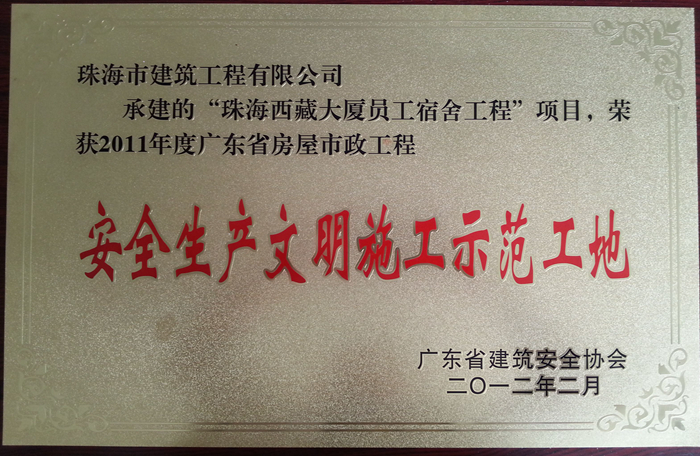 珠海市建筑工程有限公司
承建的“珠海西藏大厦员工宿舍工程”项目，荣
获2011年度广东省房屋市政工程
安全生产文明施工示范工地
广东省建筑安全协会
二〇一二年二月